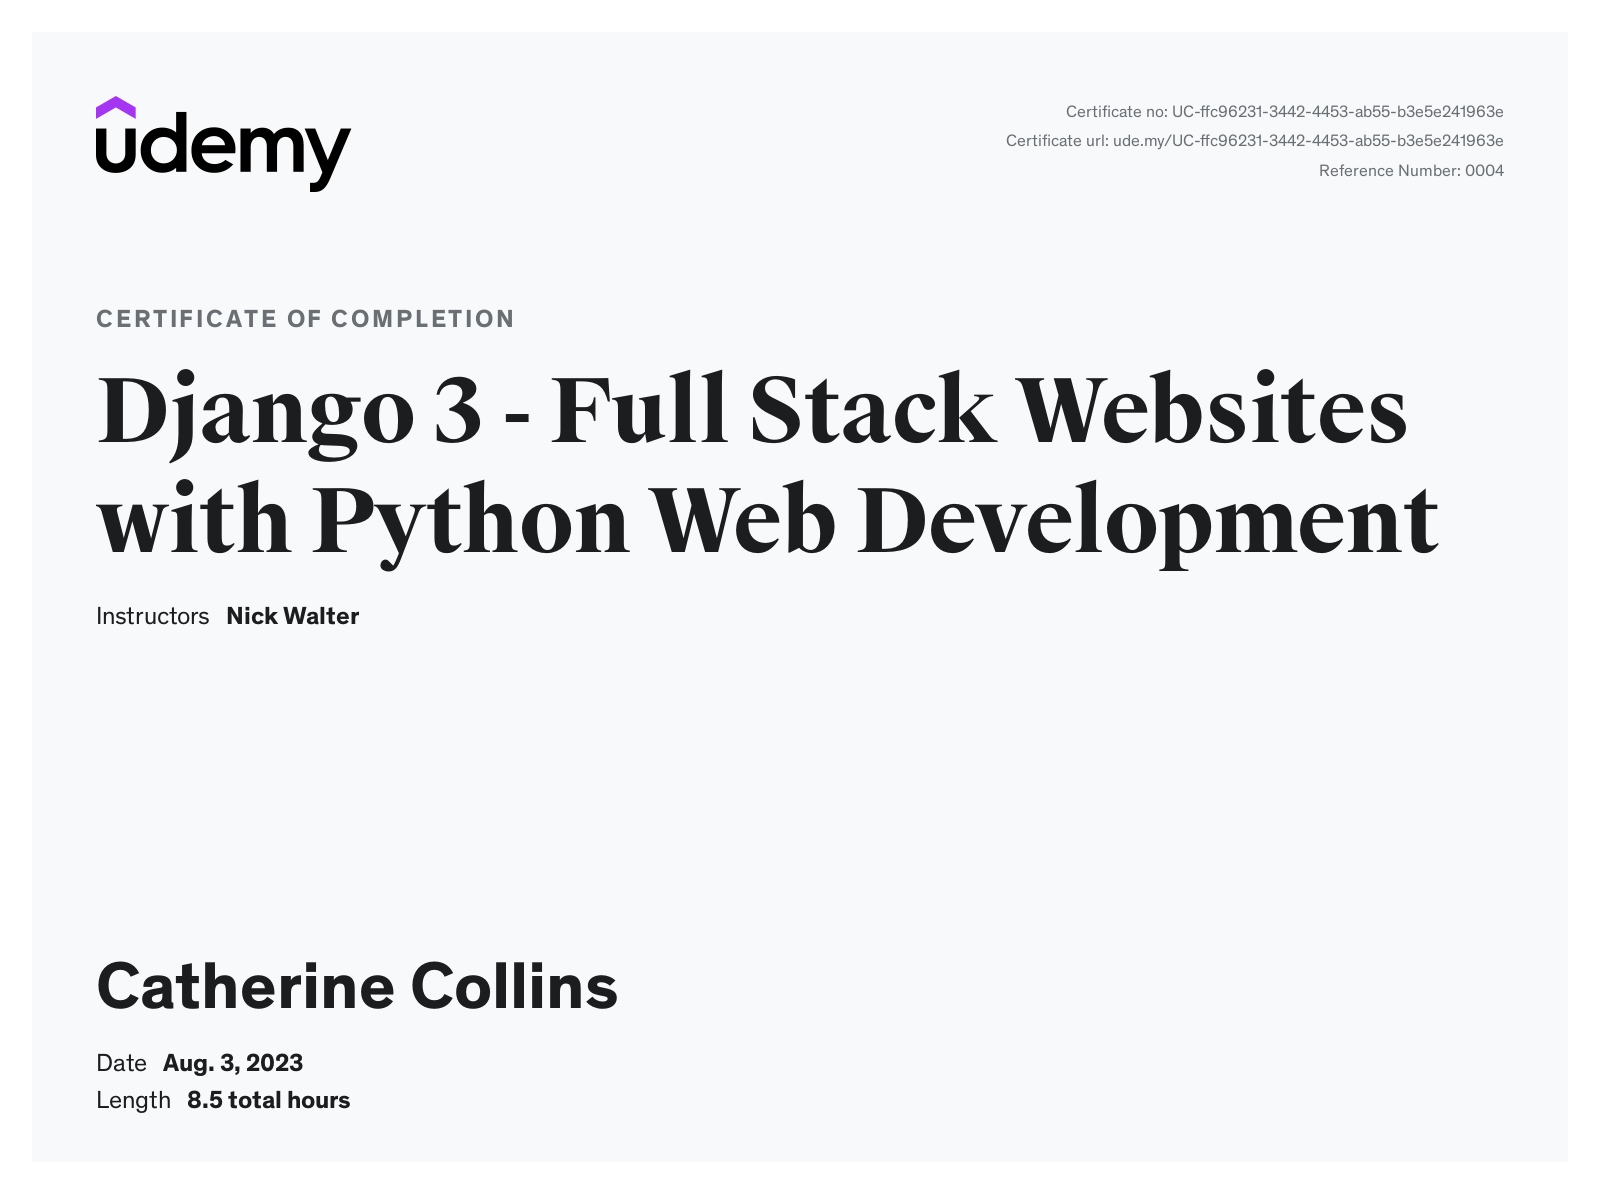 udemy
Certificate no: UC-ffc96231-3442-4453-ab55-b3e5e241963e
Certificate url: ude.my/UC-ffc96231-3442-4453-ab55-b3e5e241963e
Reference Number: 0004
CERTIFICATE OF COMPLETION
Django 3 - Full Stack Websites
with Python Web Development
Instructors Nick Walter
Catherine Collins
Date Aug. 3, 2023
Length 8.5 total hours